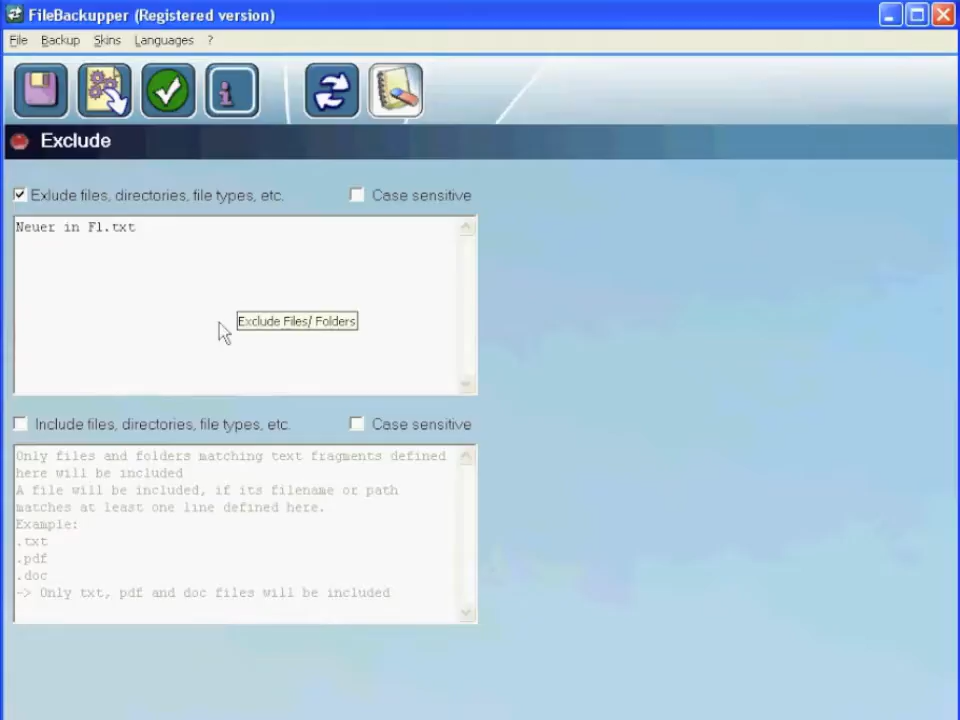 FileBackupper (Registered version)
File Backup Skins Languages ?
Exclude
Exlude files, directories, file types, etc. Case sensitive
Neuer in Fl.txt
Exclude Files/ Folders
Include files, directories, file types, etc. Case sensitive
Only files and folders matching text fragments defined
here will be included
A file will be included, if its filename or path
matches at least one line defined here.
Example:
.txt
.pdf
.doc
-> Only txt, pdf and doc files will be included